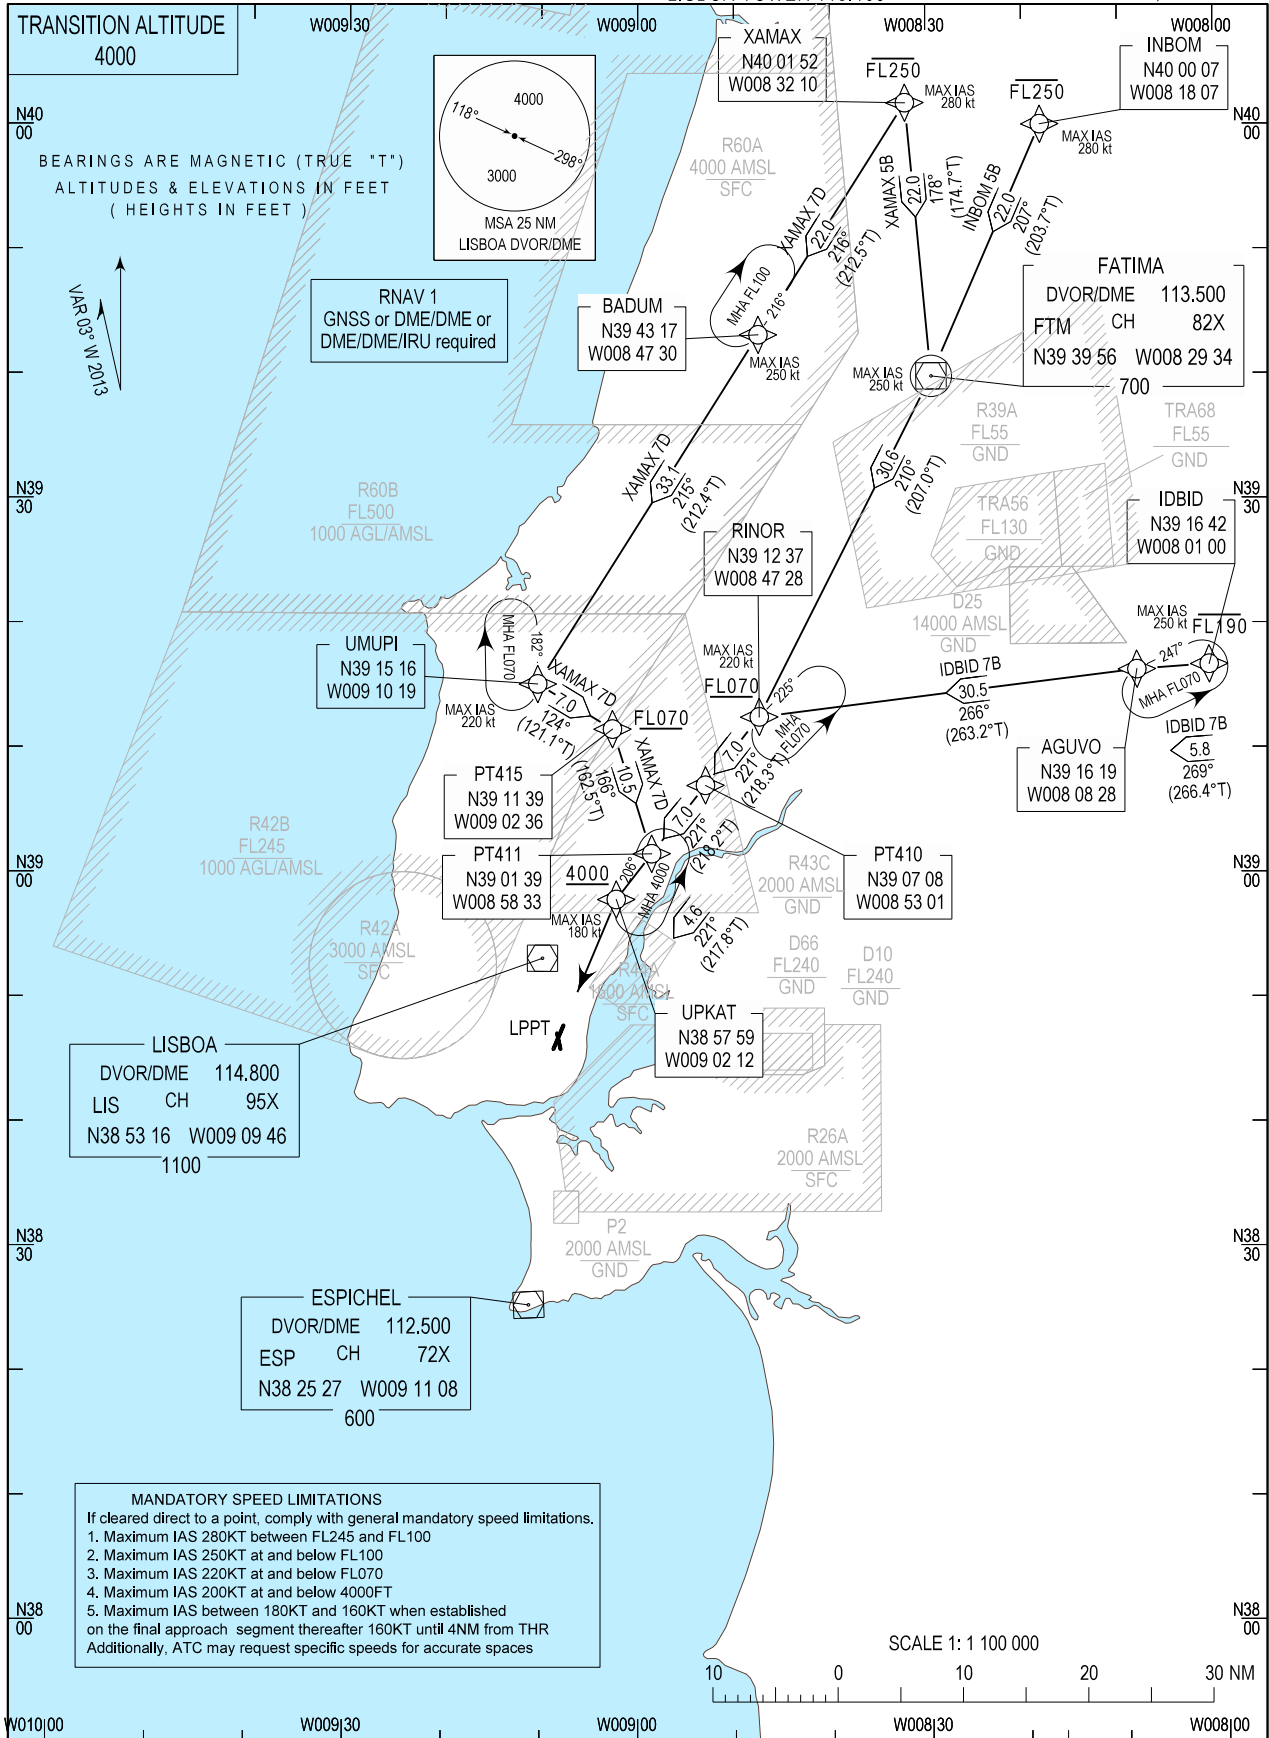 W009 30
W009 00
W008 30
W008 00
TRANSITION ALTITUDE
4000
N40
00
N40
00
BEARINGS ARE MAGNETIC (TRUE "T")
ALTITUDES & ELEVATIONS IN FEET
( HEIGHTS IN FEET )
VAR 03° W 2013
118°
4000
298°
3000
MSA 25 NM
LISBOA DVOR/DME
RNAV 1
GNSS or DME/DME or
DME/DME/IRU required
XAMAX
N40 01 52
W008 32 10
FL250
MAX IAS
280 kt
INBOM
N40 00 07
W008 18 07
FL250
MAX IAS
280 kt
R60A
4000 AMSL
SFC
XAMAX 7D
22.0
216°
(212.5°T)
XAMAX 5B
22.0
178°
(174.7°T)
INBOM 5B
22.0
207°
(203.7°T)
BADUM
N39 43 17
W008 47 30
MHA FL100
216°
MAX IAS
250 kt
FATIMA
DVOR/DME 113.500
FTM CH 82X
N39 39 56 W008 29 34
700
MAX IAS
250 kt
R39A
FL55
GND
TRA68
FL55
GND
TRA56
FL130
GND
XAMAX 7D
33.1
215°
(212.4°T)
30.6
210°
(207.0°T)
R60B
FL500
1000 AGL/AMSL
N39
30
N39
30
RINOR
N39 12 37
W008 47 28
IDBID
N39 16 42
W008 01 00
D25
14000 AMSL
GND
MAX IAS
250 kt
FL190
247°
MHA FL070
UMUPI
N39 15 16
W009 10 19
MHA FL070
182°
MAX IAS
220 kt
XAMAX 7D
7.0
124°
(121.1°T)
FL070
MAX IAS
220 kt
FL070
225°
MHA
FL070
IDBID 7B
30.5
266°
(263.2°T)
IDBID 7B
5.8
269°
(266.4°T)
AGUVO
N39 16 19
W008 08 28
PT415
N39 11 39
W009 02 36
XAMAX 7D
10.5
166°
(162.5°T)
7.0
221°
(218.3°T)
7.0
221°
(218.2°T)
R42B
FL245
1000 AGL/AMSL
PT411
N39 01 39
W008 58 33
4000
206°
MHA 4000
MAX IAS
180 kt
4.6
221°
(217.8°T)
PT410
N39 07 08
W008 53 01
R43C
2000 AMSL
GND
N39
00
N39
00
R42A
3000 AMSL
SFC
D66
FL240
GND
D10
FL240
GND
R44A
1600 AMSL
SFC
LPPT
UPKAT
N38 57 59
W009 02 12
LISBOA
DVOR/DME 114.800
LIS CH 95X
N38 53 16 W009 09 46
1100
R26A
2000 AMSL
SFC
P2
2000 AMSL
GND
N38
30
N38
30
ESPICHEL
DVOR/DME 112.500
ESP CH 72X
N38 25 27 W009 11 08
600
MANDATORY SPEED LIMITATIONS
If cleared direct to a point, comply with general mandatory speed limitations.
1. Maximum IAS 280KT between FL245 and FL100
2. Maximum IAS 250KT at and below FL100
3. Maximum IAS 220KT at and below FL070
4. Maximum IAS 200KT at and below 4000FT
5. Maximum IAS between 180KT and 160KT when established
on the final approach segment thereafter 160KT until 4NM from THR
Additionally, ATC may request specific speeds for accurate spaces
N38
00
N38
00
SCALE 1: 1 100 000
10 0 10 20 30 NM
W010 00
W009 30
W009 00
W008 30
W008 00